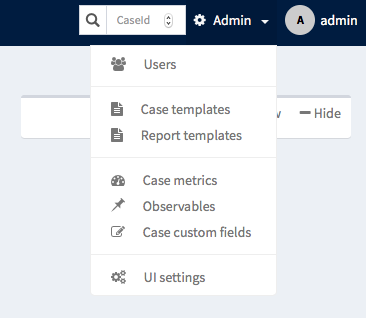 CaseId Admin A admin
Users
Case templates
Hide
Report templates
Case metrics
Observables
Case custom fields
UI settings